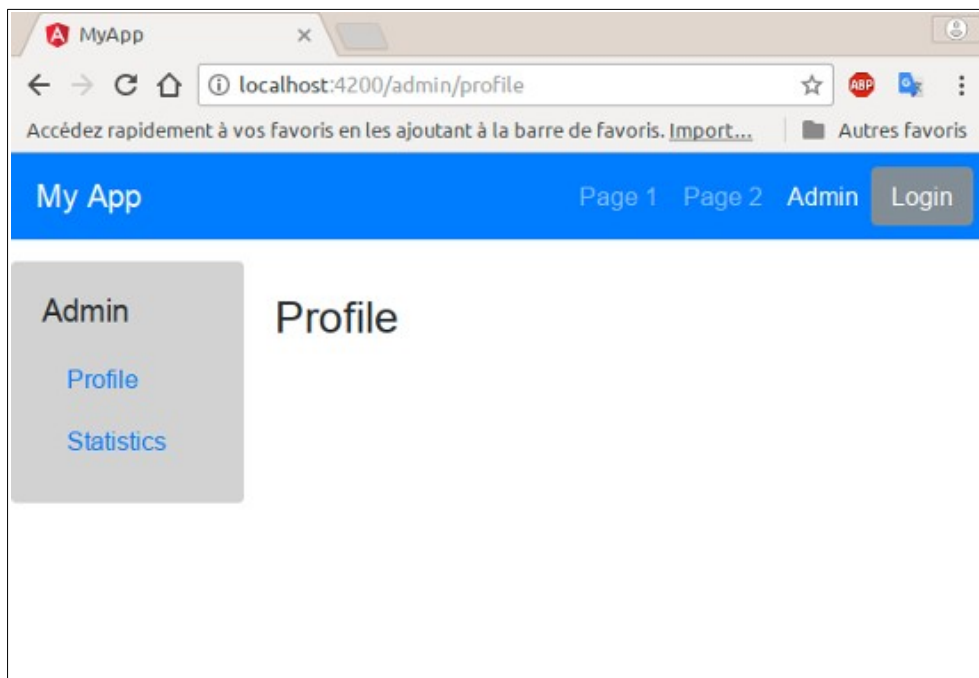 MyApp
localhost:4200/admin/profile
ABP
Accédez rapidement à vos favoris en les ajoutant à la barre de favoris. Import... Autres favoris
My App Page 1 Page 2 Admin Login
Admin
Profile
Statistics
Profile